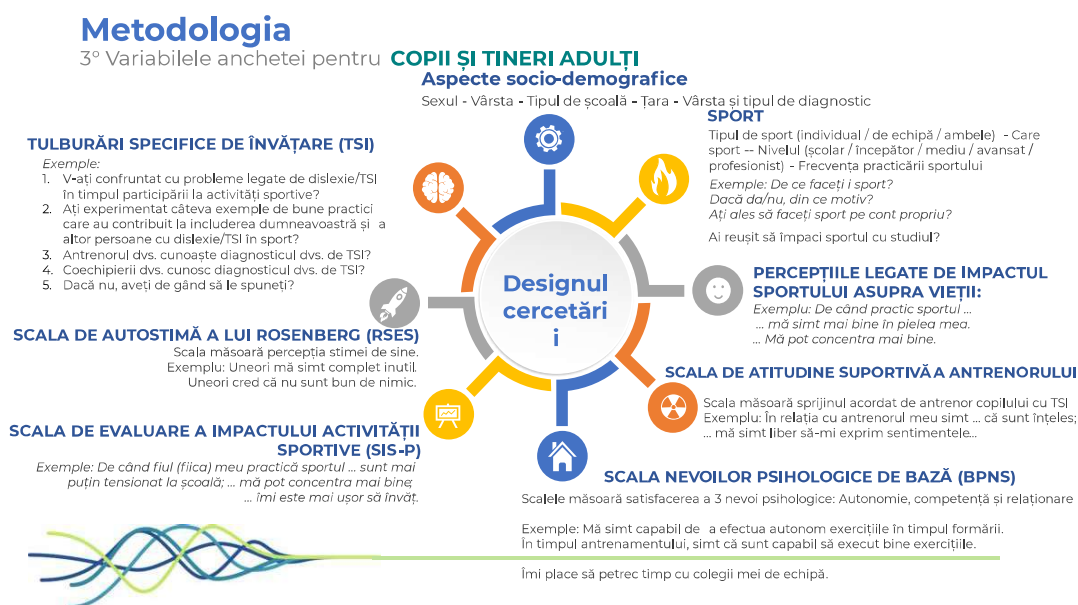 Metodologia
3° Variabilele anchetei pentru COPII ȘI TINERI ADULȚI
Aspecte socio-demografice
Sexul - Vârsta - Tipul de școală - Țara - Vârsta și tipul de diagnostic
SPORT
Tipul de sport (individual / de echipă / ambele) - Care
sport -- Nivelul (școlar / începător / mediu / avansat /
profesionist) - Frecvența practicării sportului
Exemple: De ce faceți i sport?
Dacă da/nu, din ce motiv?
Ați ales să faceți sport pe cont propriu?
Ai reușit să împaci sportul cu studiul?
TULBURĂRI SPECIFICE DE ÎNVĂȚARE (TSI)
Exemple:
1. V-ați confruntat cu probleme legate de dislexie/TSI
în timpul participării la activități sportive?
2. Ați experimentat câteva exemple de bune practici
care au contribuit la includerea dumneavoastră și a
altor persoane cu dislexie/TSI în sport?
3. Antrenorul dvs. cunoaște diagnosticul dvs. de TSI?
4. Coechipierii dvs. cunosc diagnosticul dvs. de TSI?
5. Dacă nu, aveți de gând să le spuneți?
Designul
cercetări
i
PERCEPȚIILE LEGATE DE IMPACTUL
SPORTULUI ASUPRA VIEȚII:
Exemplu: De când practic sportul ...
... mă simt mai bine în pielea mea.
... Mă pot concentra mai bine.
SCALA DE AUTOSTIMĂ A LUI ROSENBERG (RSES)
Scala măsoară percepția stimei de sine.
Exemplu: Uneori mă simt complet inutil.
Uneori cred că nu sunt bun de nimic.
SCALA DE ATITUDINE SUPORTIVĂ A ANTRENORULUI
Scala măsoară sprijinul acordat de antrenor copilului cu TSI
Exemplu: În relația cu antrenorul meu simt ... că sunt înțeles;
... mă simt liber să-mi exprim sentimentele...
SCALA DE EVALUARE A IMPACTULUI ACTIVITĂȚII
SPORTIVE (SIS-P)
Exemple: De când fiul (fiica) meu practică sportul ... sunt mai
puțin tensionat la școală; ... mă pot concentra mai bine;
... îmi este mai ușor să învăț.
SCALA NEVOILOR PSIHOLOGICE DE BAZĂ (BPNS)
Scalele măsoară satisfacerea a 3 nevoi psihologice: Autonomie, competență și relaționare
Exemple: Mă simt capabil de a efectua autonom exercițiile în timpul formării.
În timpul antrenamentului, simt că sunt capabil să execut bine exercițiile.
Îmi place să petrec timp cu colegii mei de echipă.